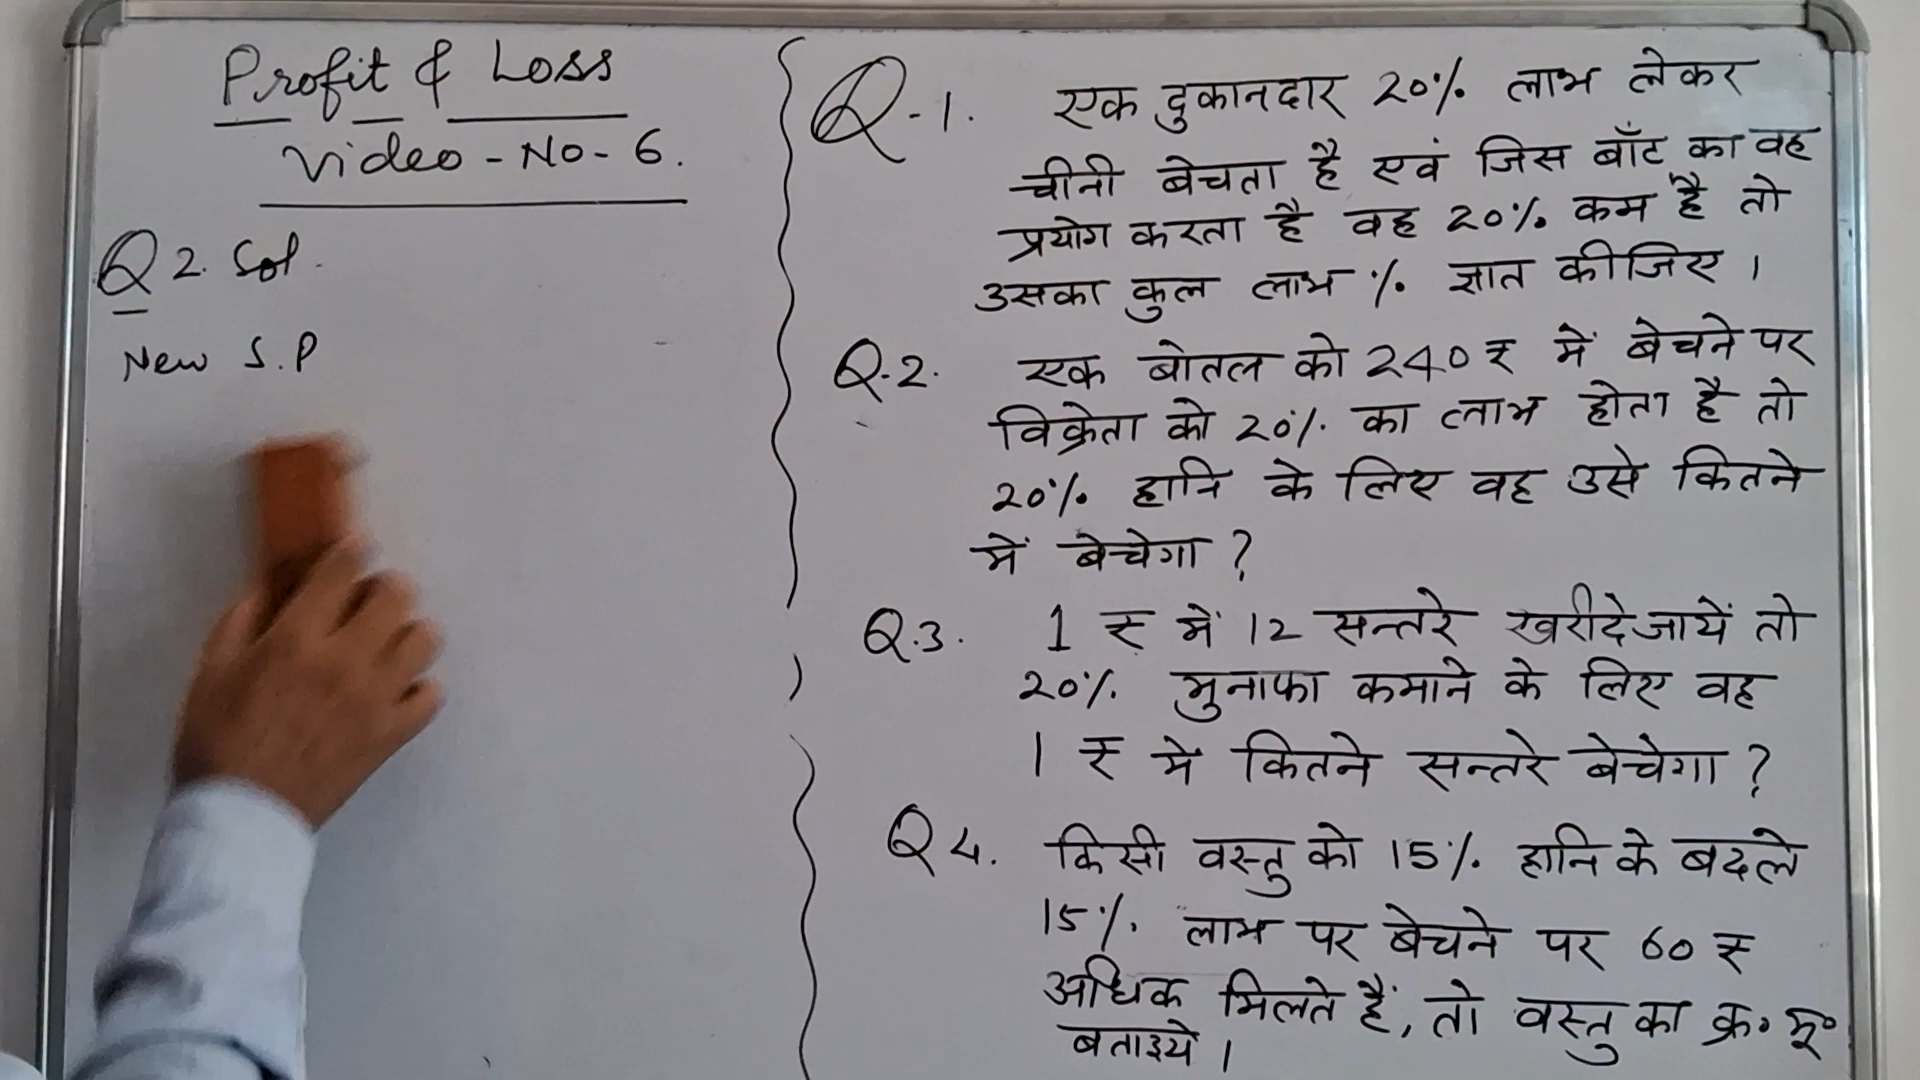 Profit & Loss
Video - No - 6.
Q 2. Sol.
New S.P
Q-1. एक दुकानदार 20% लाभ लेकर
चीनी बेचता है एवं जिस बाँट का वह
प्रयोग करता है वह 20% कम है तो
उसका कुल लाभ % ज्ञात कीजिए।
Q.2. एक बोतल को 240 ₹ में बेचने पर
विक्रेता को 20% का लाभ होता है तो
20% हानि के लिए वह उसे कितने
में बेचेगा ?
Q.3. 1 ₹ में 12 सन्तरे खरीदे जायें तो
20% मुनाफा कमाने के लिए वह
1 ₹ में कितने सन्तरे बेचेगा ?
Q 4. किसी वस्तु को 15% हानि के बदले
15% लाभ पर बेचने पर 60 ₹
अधिक मिलते हैं, तो वस्तु का क्र॰ मू॰
बताइये।